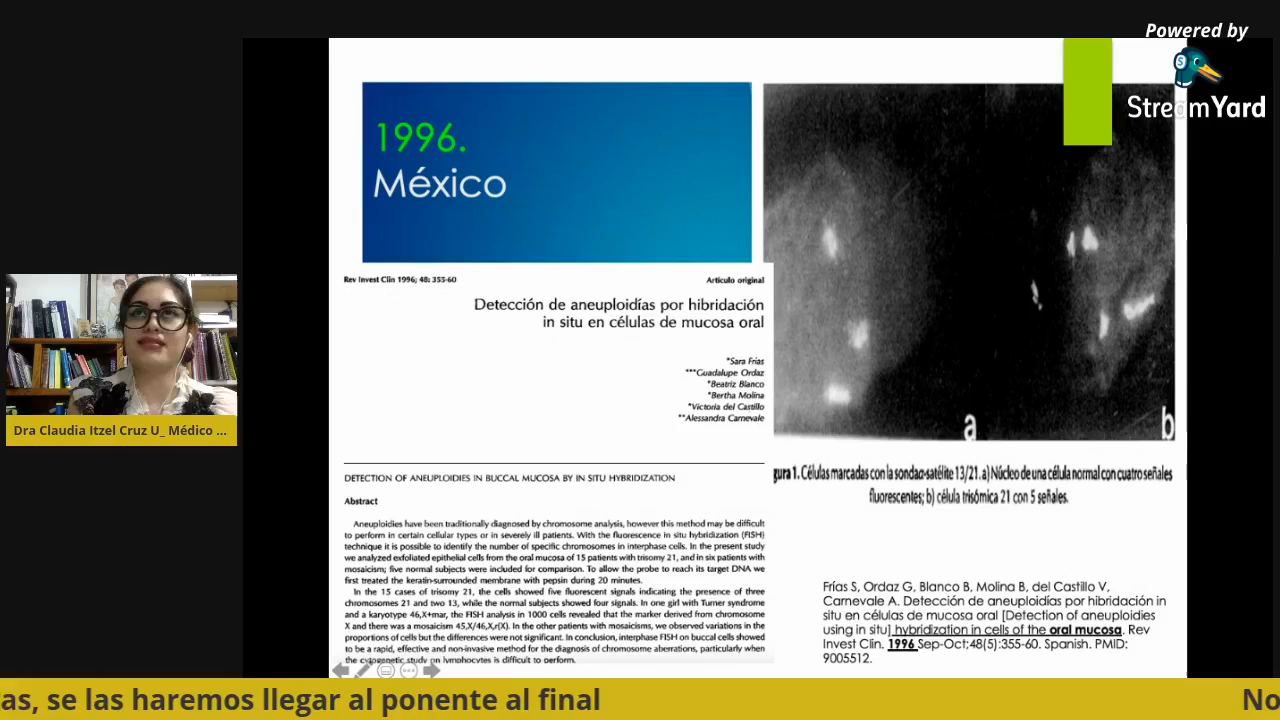 Powered by
StreamYard
1996.
México
Rev Invest Clin 1996; 48: 355-60
Artículo original
Detección de aneuploidías por hibridación
in situ en células de mucosa oral
*Sara Frías
***Guadalupe Ordaz
*Beatriz Blanco
*Bertha Molina
*Victoria del Castillo
**Alessandra Carnevale
DETECTION OF ANEUPLOIDIES IN BUCCAL MUCOSA BY IN SITU HYBRIDIZATION
Abstract
Aneuploidies have been traditionally diagnosed by chromosome analysis, however this method may be difficult
to perform in certain cellular types or in severely ill patients. With the fluorescence in situ hybridization (FISH)
technique it is possible to identify the number of specific chromosomes in interphase cells. In the present study
we analyzed exfoliated epithelial cells from the oral mucosa of 15 patients with trisomy 21, and in six patients with
mosaicism; five normal subjects were included for comparison. To allow the probe to reach its target DNA we
first treated the keratin-surrounded membrane with pepsin during 20 minutes.
In the 15 cases of trisomy 21, the cells showed five fluorescent signals indicating the presence of three
chromosomes 21 and two 13, while the normal subjects showed four signals. In one girl with Turner syndrome
and a karyotype 46,X+mar, the FISH analysis in 1000 cells revealed that the marker derived from chromosome
X and there was a mosaicism 45,X/46,X,r(X). In the other patients with mosaicisms, we observed variations in the
proportions of cells but the differences were not significant. In conclusion, interphase FISH on buccal cells showed
to be a rapid, effective and non-invasive method for the diagnosis of chromosome aberrations, particularly when
the cytogenetic study on lymphocytes is difficult to perform.
a
b
gura 1. Células marcadas con la sonda α-satélite 13/21. a) Núcleo de una célula normal con cuatro señales
fluorescentes; b) célula trisómica 21 con 5 señales.
Frías S, Ordaz G, Blanco B, Molina B, del Castillo V,
Carnevale A. Detección de aneuploidías por hibridación in
situ en células de mucosa oral [Detection of aneuploidies
using in situ] hybridization in cells of the oral mucosa. Rev
Invest Clin. 1996 Sep-Oct;48(5):355-60. Spanish. PMID:
9005512.
Dra Claudia Itzel Cruz U_ Médico ...
as, se las haremos llegar al ponente al final
No